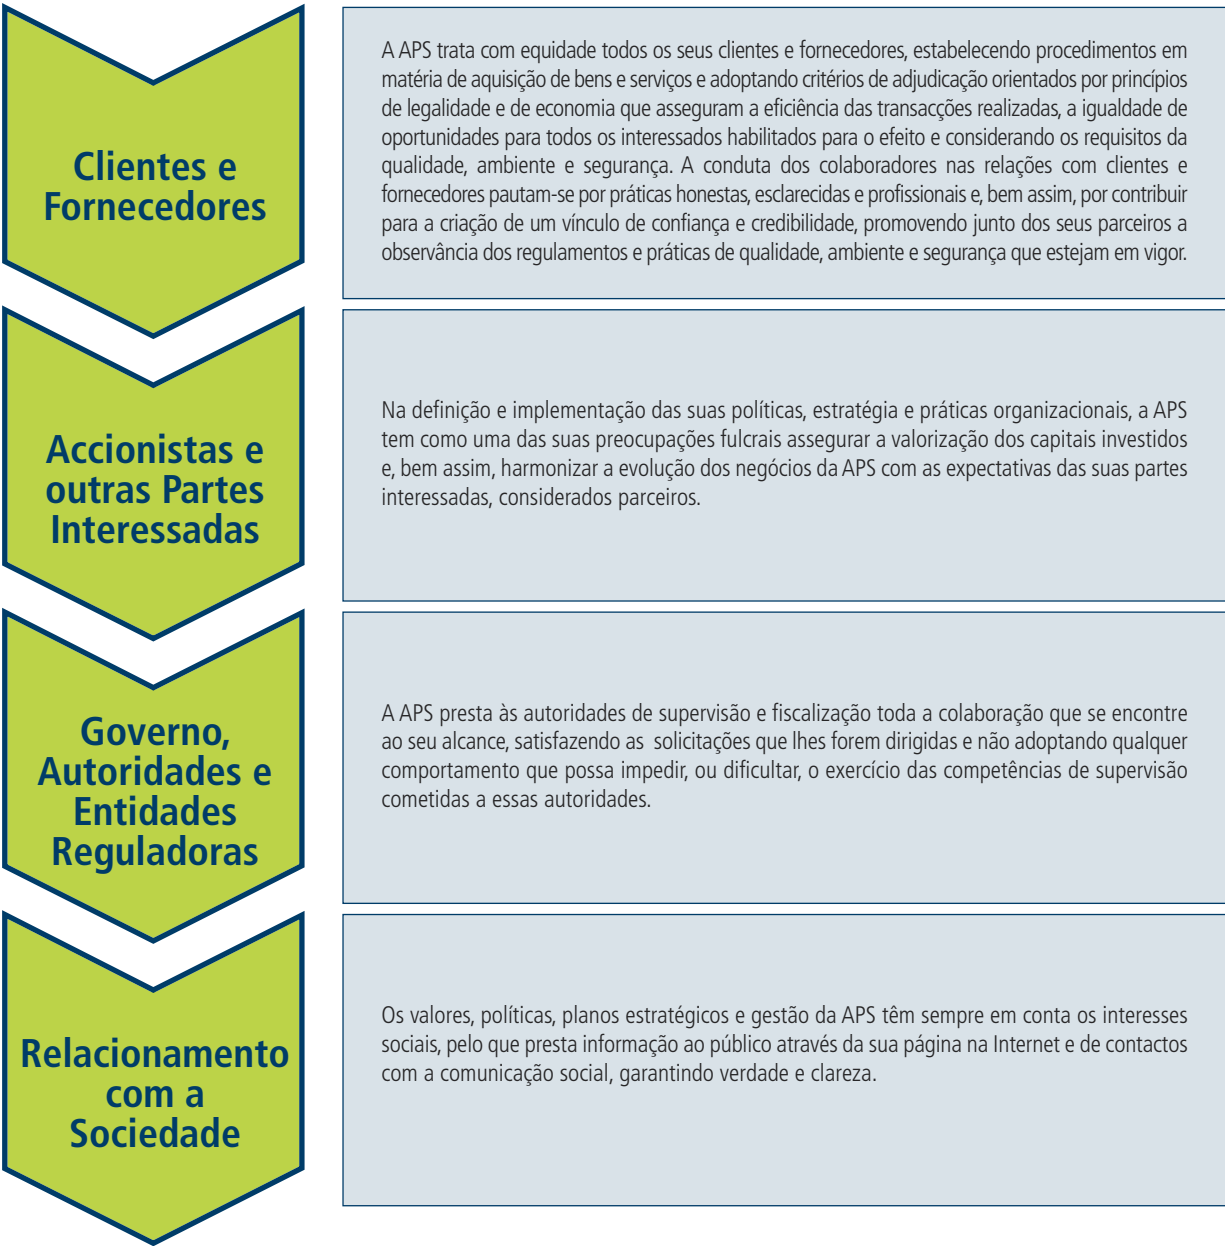 Clientes e
Fornecedores
A APS trata com equidade todos os seus clientes e fornecedores, estabelecendo procedimentos em
matéria de aquisição de bens e serviços e adoptando critérios de adjudicação orientados por princípios
de legalidade e de economia que asseguram a eficiência das transacções realizadas, a igualdade de
oportunidades para todos os interessados habilitados para o efeito e considerando os requisitos da
qualidade, ambiente e segurança. A conduta dos colaboradores nas relações com clientes e
fornecedores pautam-se por práticas honestas, esclarecidas e profissionais e, bem assim, por contribuir
para a criação de um vínculo de confiança e credibilidade, promovendo junto dos seus parceiros a
observância dos regulamentos e práticas de qualidade, ambiente e segurança que estejam em vigor.
Accionistas e
outras Partes
Interessadas
Na definição e implementação das suas políticas, estratégia e práticas organizacionais, a APS
tem como uma das suas preocupações fulcrais assegurar a valorização dos capitais investidos
e, bem assim, harmonizar a evolução dos negócios da APS com as expectativas das suas partes
interessadas, considerados parceiros.
Governo,
Autoridades e
Entidades
Reguladoras
A APS presta às autoridades de supervisão e fiscalização toda a colaboração que se encontre
ao seu alcance, satisfazendo as solicitações que lhes forem dirigidas e não adoptando qualquer
comportamento que possa impedir, ou dificultar, o exercício das competências de supervisão
cometidas a essas autoridades.
Relacionamento
com a
Sociedade
Os valores, políticas, planos estratégicos e gestão da APS têm sempre em conta os interesses
sociais, pelo que presta informação ao público através da sua página na Internet e de contactos
com a comunicação social, garantindo verdade e clareza.